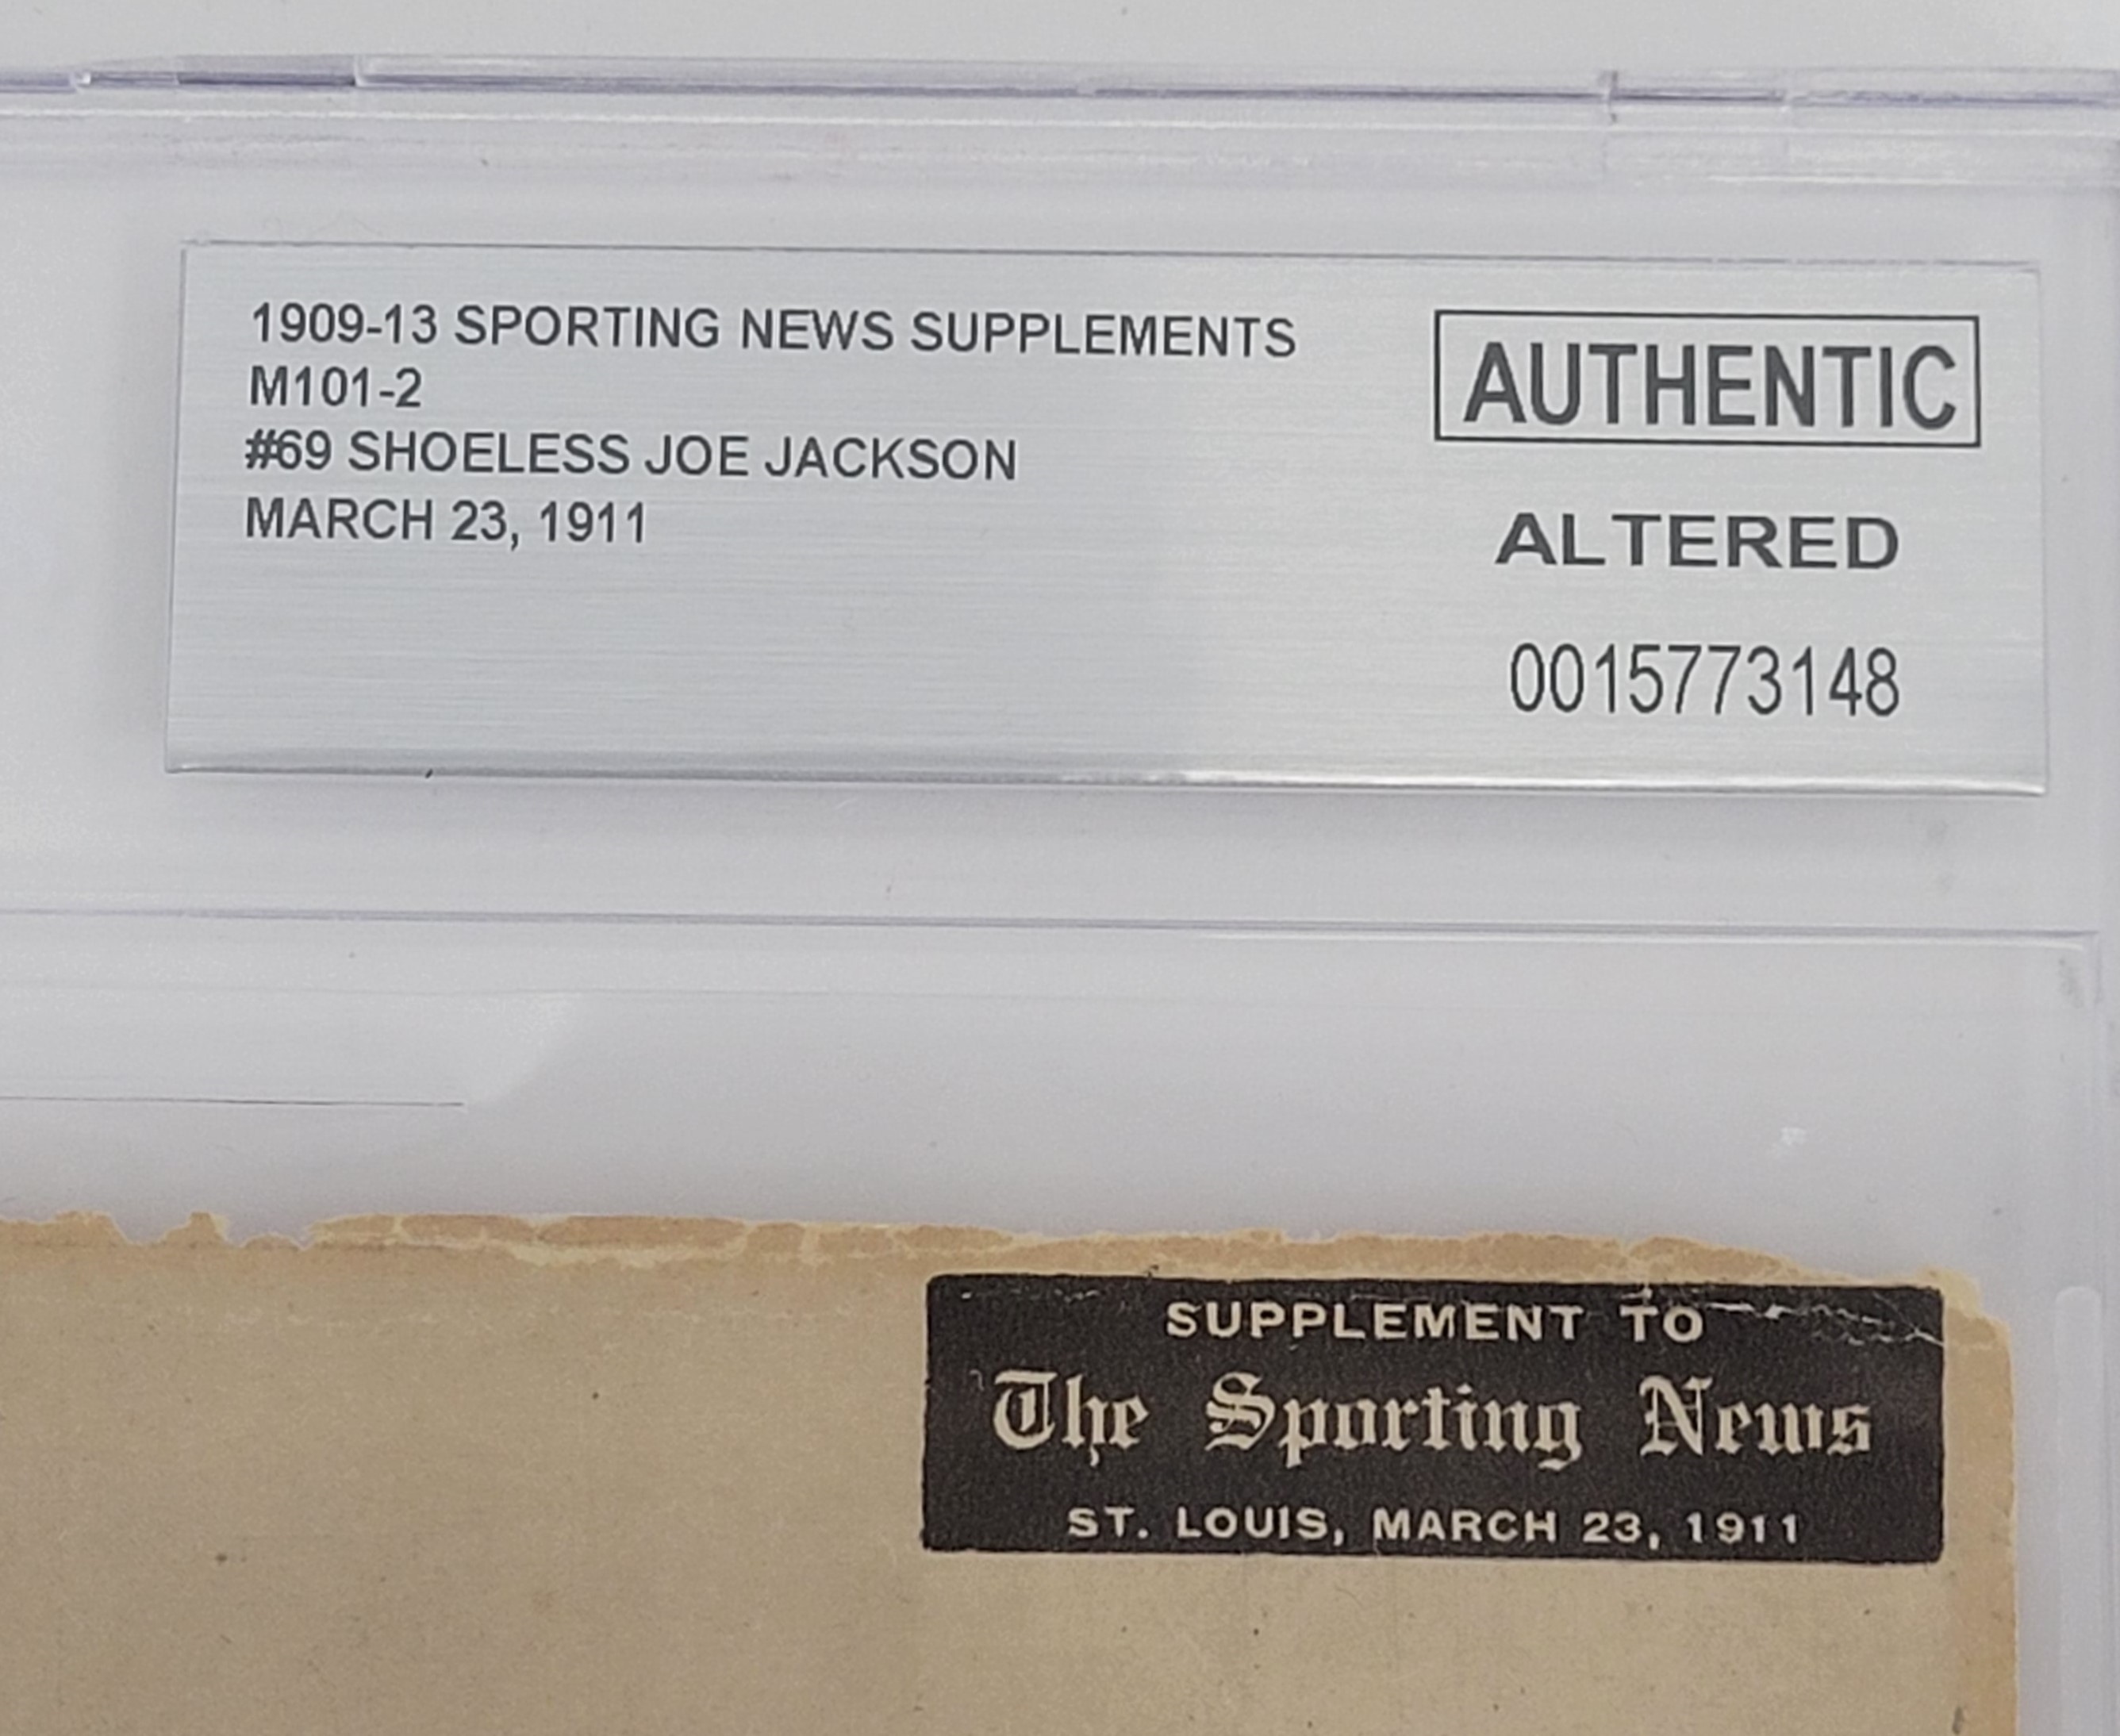 1909-13 SPORTING NEWS SUPPLEMENTS
M101-2
#69 SHOELESS JOE JACKSON
MARCH 23, 1911
AUTHENTIC
ALTERED
0015773148
SUPPLEMENT TO
The Sporting News
ST. LOUIS, MARCH 23, 1911